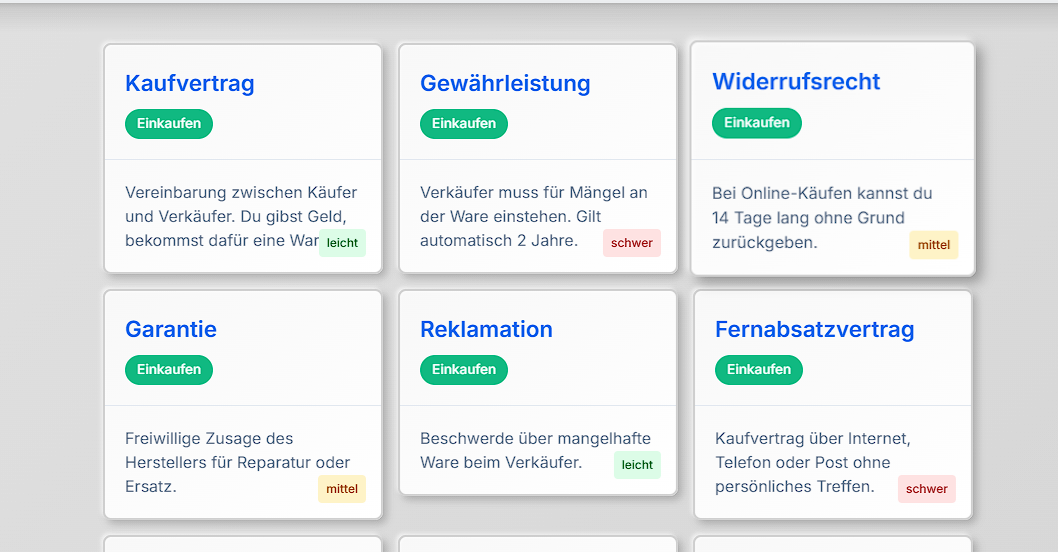 Kaufvertrag
Einkaufen
Vereinbarung zwischen Käufer
und Verkäufer. Du gibst Geld,
bekommst dafür eine War
leicht
Gewährleistung
Einkaufen
Verkäufer muss für Mängel an
der Ware einstehen. Gilt
automatisch 2 Jahre.
schwer
Widerrufsrecht
Einkaufen
Bei Online-Käufen kannst du
14 Tage lang ohne Grund
zurückgeben.
mittel
Garantie
Einkaufen
Freiwillige Zusage des
Herstellers für Reparatur oder
Ersatz.
mittel
Reklamation
Einkaufen
Beschwerde über mangelhafte
Ware beim Verkäufer.
leicht
Fernabsatzvertrag
Einkaufen
Kaufvertrag über Internet,
Telefon oder Post ohne
persönliches Treffen.
schwer